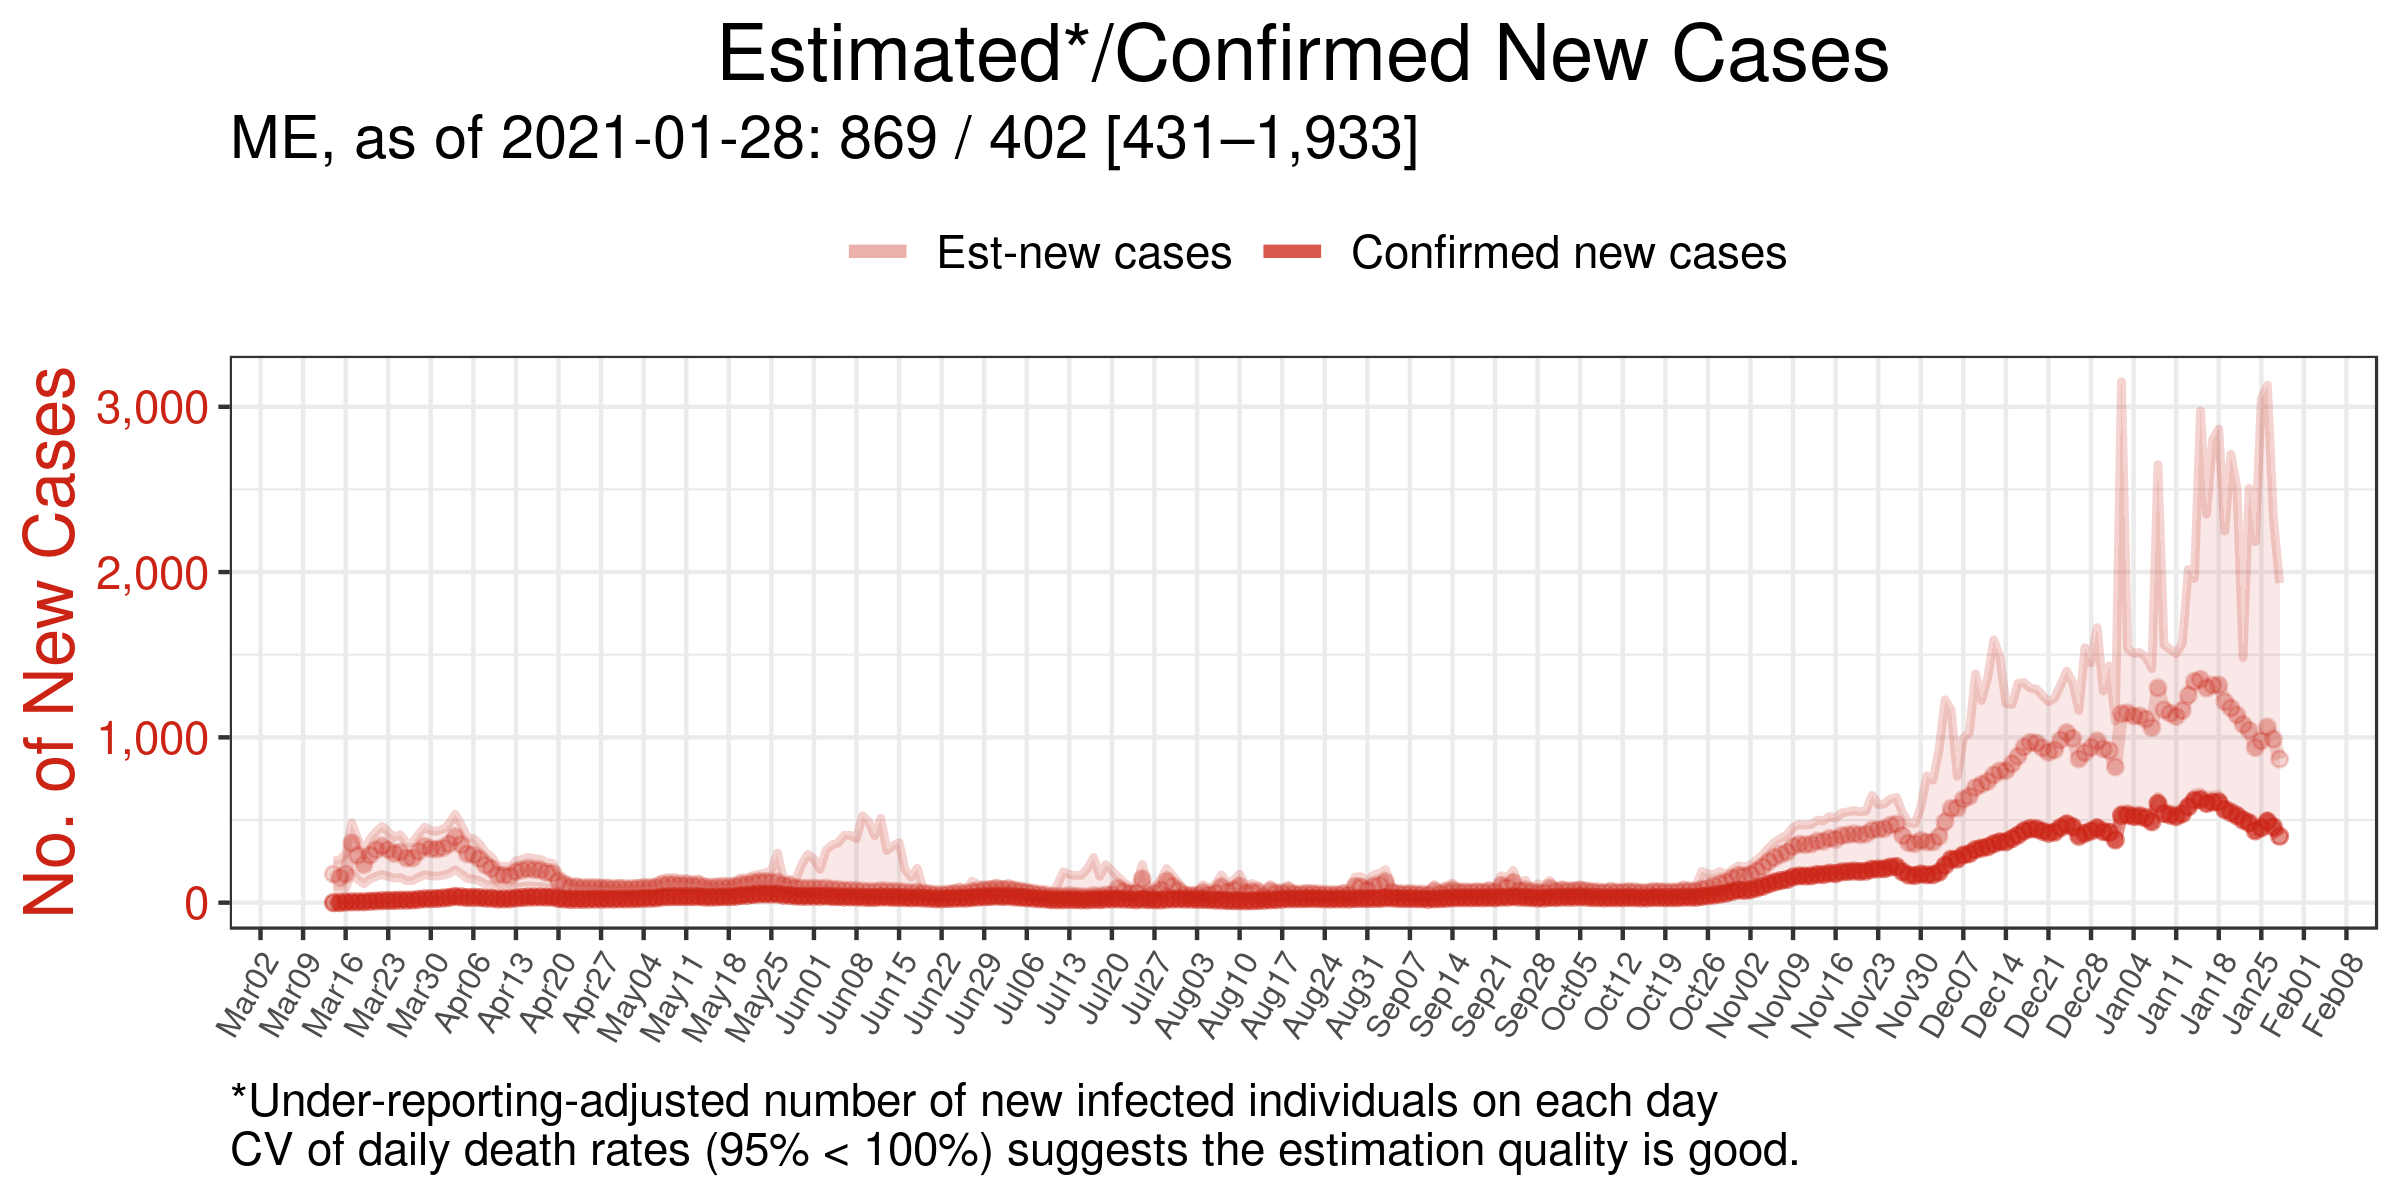 Estimated*/Confirmed New Cases
ME, as of 2021-01-28: 869 / 402 [431–1,933]
Est-new cases Confirmed new cases
No. of New Cases
3,000
2,000
1,000
0
Mar02 Mar09 Mar16 Mar23 Mar30 Apr06 Apr13 Apr20 Apr27 May04 May11 May18 May25 Jun01 Jun08 Jun15 Jun22 Jun29 Jul06 Jul13 Jul20 Jul27 Aug03 Aug10 Aug17 Aug24 Aug31 Sep07 Sep14 Sep21 Sep28 Oct05 Oct12 Oct19 Oct26 Nov02 Nov09 Nov16 Nov23 Nov30 Dec07 Dec14 Dec21 Dec28 Jan04 Jan11 Jan18 Jan25 Feb01 Feb08
*Under-reporting-adjusted number of new infected individuals on each day
CV of daily death rates (95% < 100%) suggests the estimation quality is good.